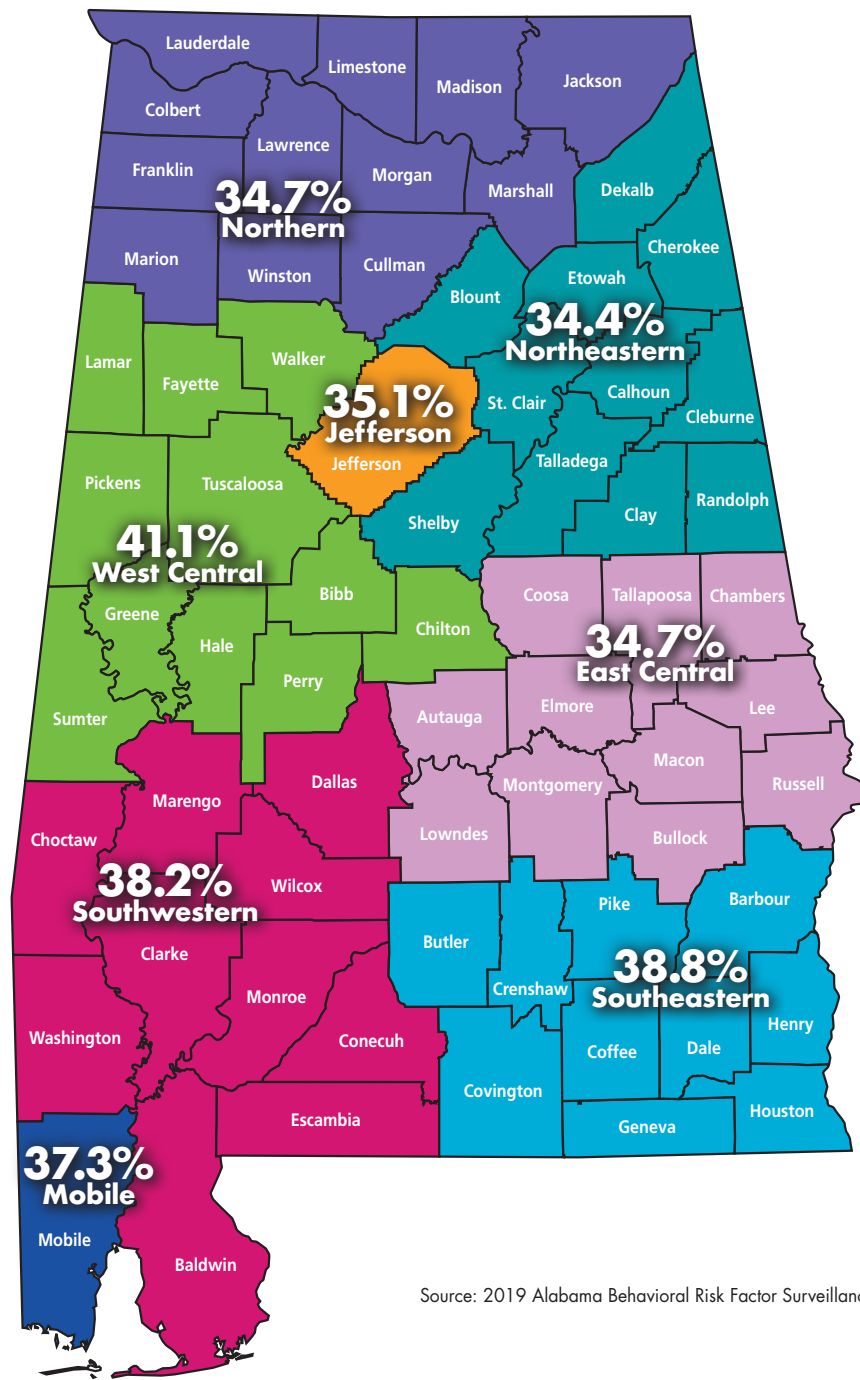 Lauderdale
Limestone
Madison
Jackson
Colbert
Lawrence
Franklin
Morgan
Marshall
Dekalb
34.7%
Northern
Cherokee
Marion
Winston
Cullman
Blount
Etowah
34.4%
Northeastern
Lamar
Fayette
Walker
35.1%
Jefferson
Jefferson
St. Clair
Calhoun
Cleburne
Talladega
Pickens
Tuscaloosa
Shelby
Clay
Randolph
41.1%
West Central
Greene
Hale
Bibb
Chilton
Perry
Sumter
Coosa
Tallapoosa
Chambers
34.7%
East Central
Autauga
Elmore
Lee
Macon
Montgomery
Russell
Lowndes
Bullock
Dallas
Marengo
Choctaw
38.2%
Southwestern
Wilcox
Clarke
Monroe
Washington
Conecuh
Escambia
Butler
Crenshaw
Pike
Barbour
38.8%
Southeastern
Henry
Coffee
Dale
Covington
Geneva
Houston
37.3%
Mobile
Mobile
Baldwin
Source: 2019 Alabama Behavioral Risk Factor